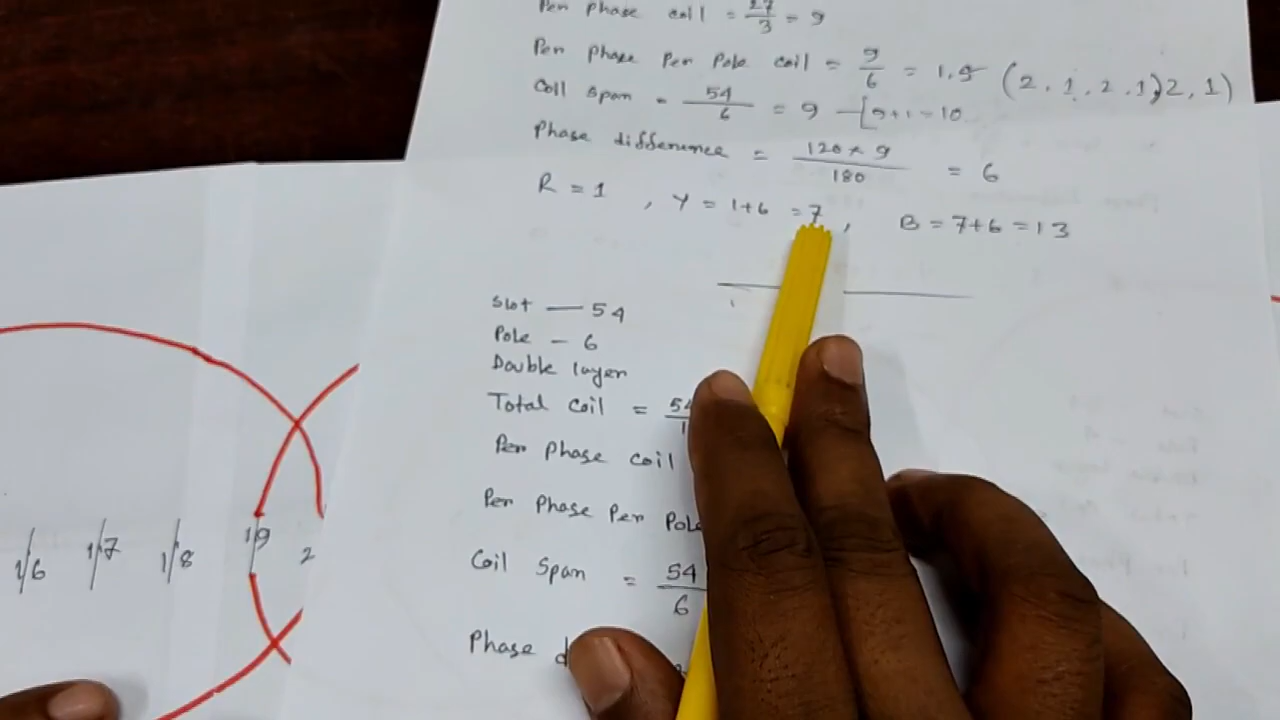 Per phase coil = 27/3 = 9
Per phase Per Pole coil = 9/6 = 1.5 (2, 1, 2, 1, 2, 1)
Coil span = 54/6 = 9 —[9+1=10
Phase difference = 120×9/180 = 6
R = 1 , Y = 1+6 = 7 , B = 7+6 = 13
Slot — 54
Pole — 6
Double layer
Total coil = 54/1
Per phase coil
Per phase Per Pole
Coil span = 54/6
Phase d
16 17 18 19 2